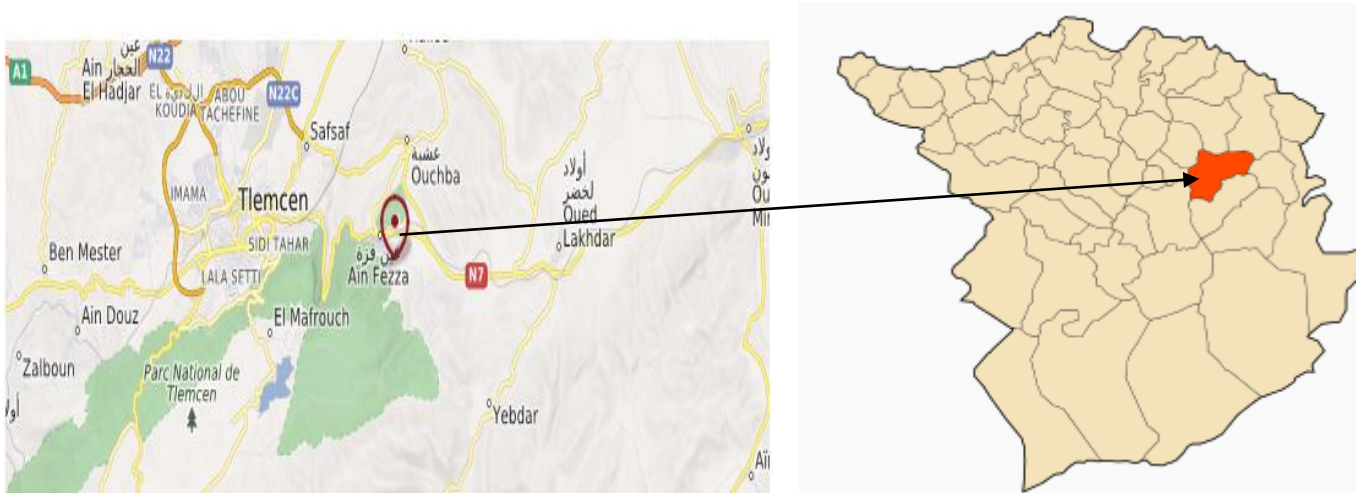 A1
عين
الحجار
Ain
El Hadjar
N22
EL
KOUDIA
ABOU
TACHEFINE
N22C
Safsaf
عشبة
Ouchba
أولاد
لخضر
Oued
Lakhdar
IMAMA
Tlemcen
SIDI TAHAR
LALA SETTI
Ben Mester
فزة
Aïn Fezza
N7
El Mafrouch
Ain Douz
Zalboun
Parc National de
Tlemcen
Yebdar